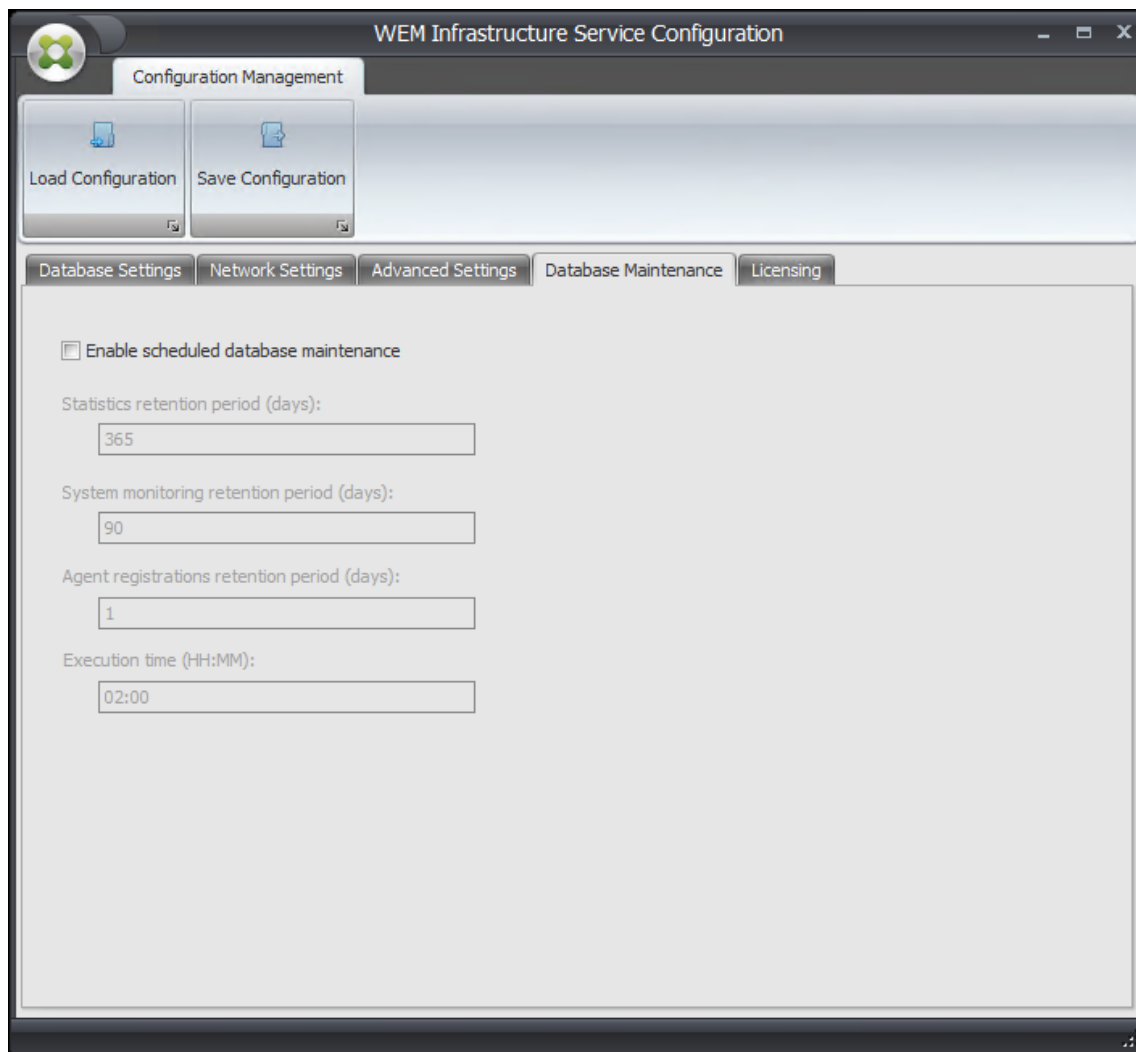 WEM Infrastructure Service Configuration
Configuration Management
Load Configuration Save Configuration
Database Settings Network Settings Advanced Settings Database Maintenance Licensing
Enable scheduled database maintenance
Statistics retention period (days):
365
System monitoring retention period (days):
90
Agent registrations retention period (days):
1
Execution time (HH:MM):
02:00